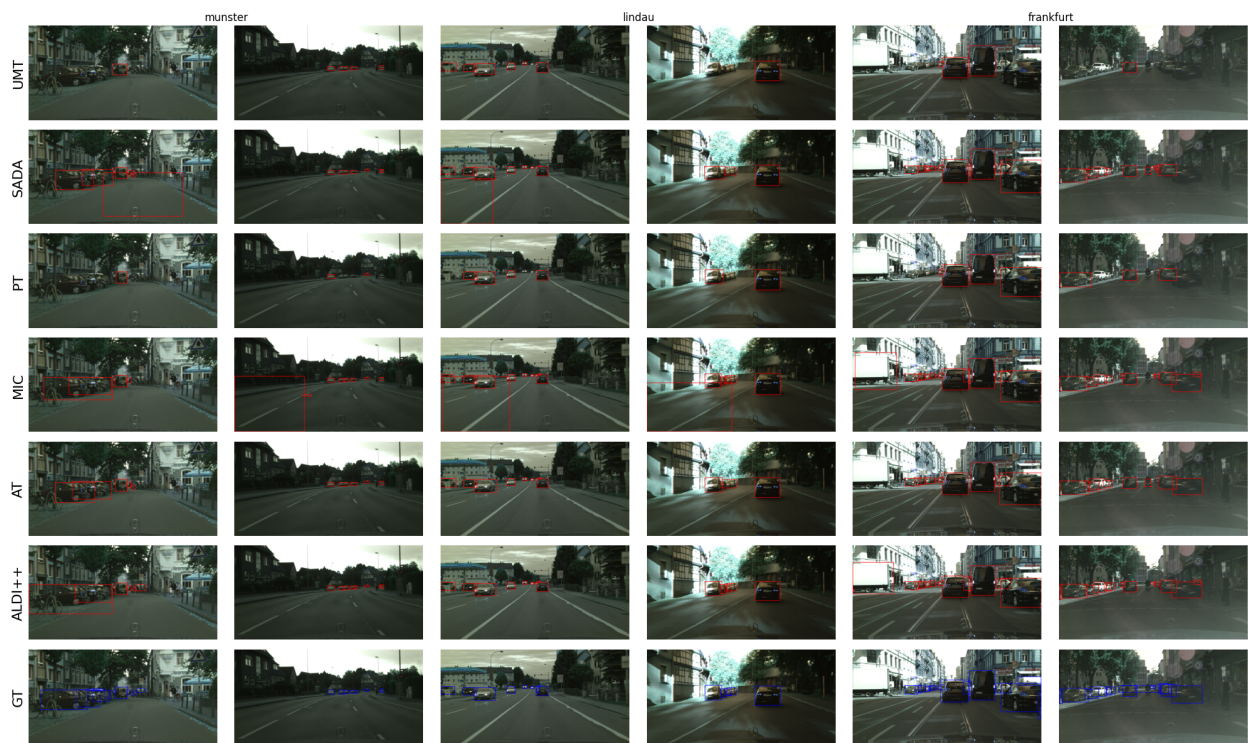 munster lindau frankfurt
UMT
SADA
PT
MIC
AT
ALDI++
GT